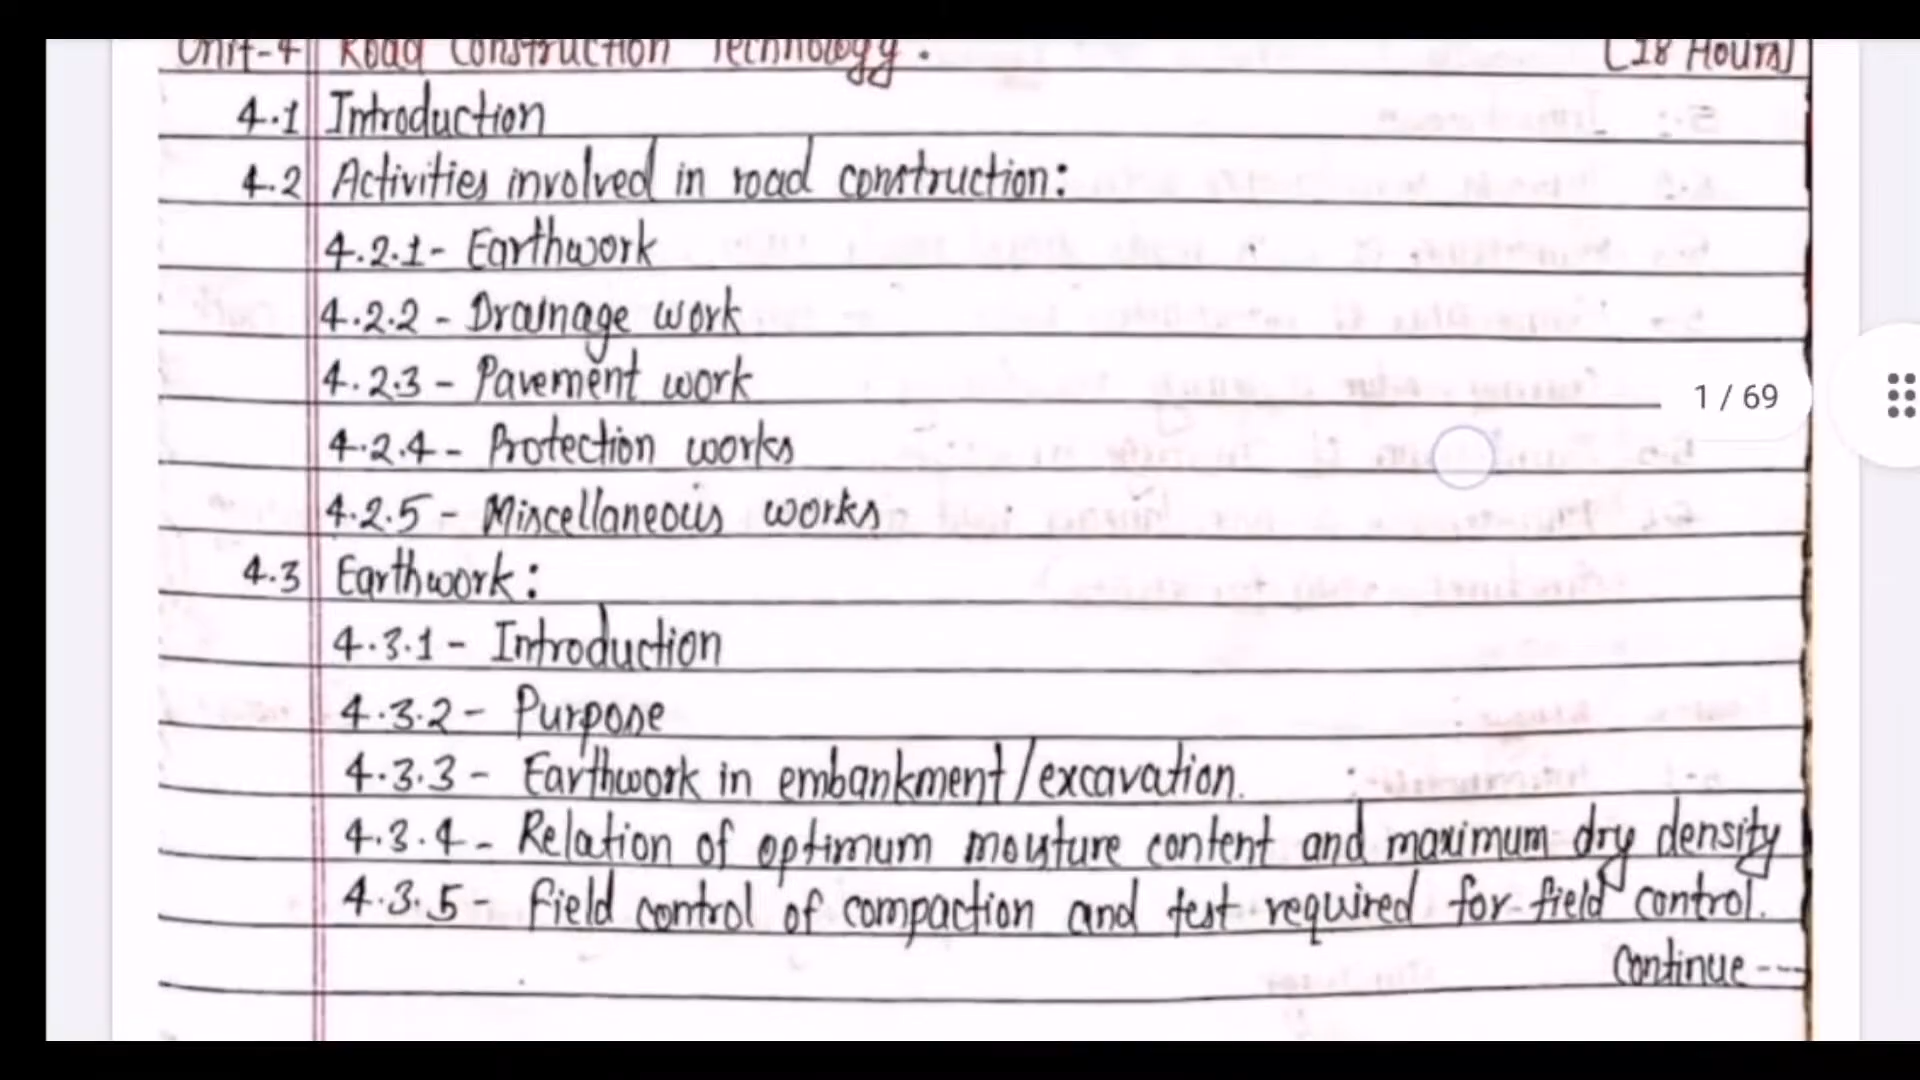 Unit-4 Road Construction Technology. [18 Hours]
4.1 Introduction
4.2 Activities involved in road construction:
4.2.1- Earthwork
4.2.2 - Drainage work
4.2.3 - Pavement work
1 / 69
4.2.4 - Protection works
4.2.5 - Miscellaneous works
4.3 Earthwork:
4.3.1 - Introduction
4.3.2 - Purpose
4.3.3 - Earthwork in embankment/excavation.
4.3.4 - Relation of optimum moisture content and maximum dry density
4.3.5 - Field control of compaction and test required for field control.
Continue ---